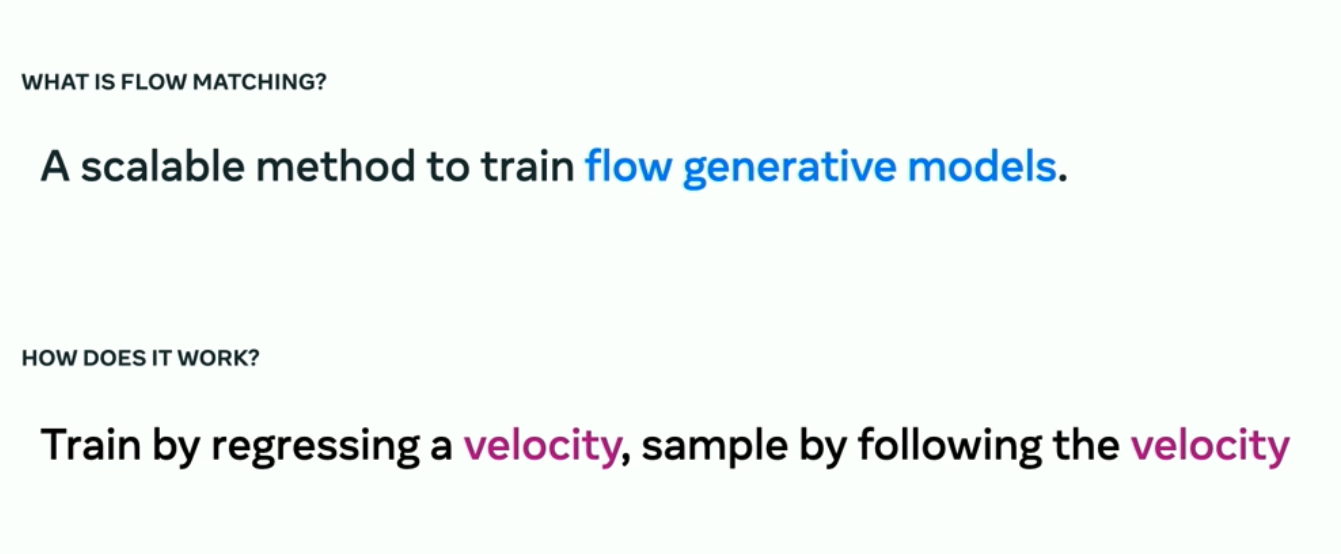 WHAT IS FLOW MATCHING?
A scalable method to train flow generative models.
HOW DOES IT WORK?
Train by regressing a velocity, sample by following the velocity